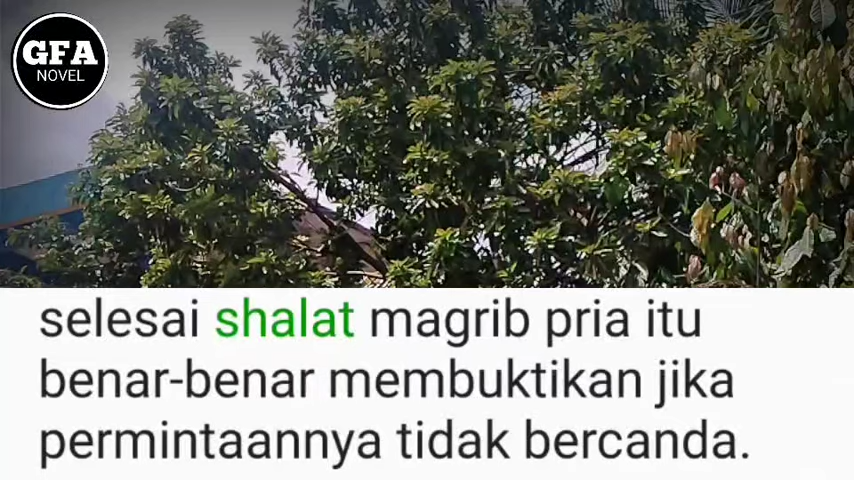 GFA
NOVEL
selesai shalat magrib pria itu
benar-benar membuktikan jika
permintaannya tidak bercanda.